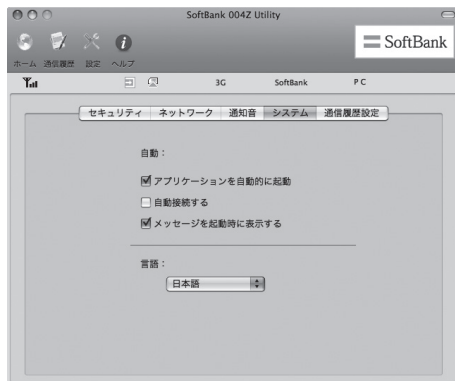 SoftBank 004Z Utility
SoftBank
ホーム 通信履歴 設定 ヘルプ
3G SoftBank PC
セキュリティ ネットワーク 通知音 システム 通信履歴設定
自動：
アプリケーションを自動的に起動
自動接続する
メッセージを起動時に表示する
言語：
日本語